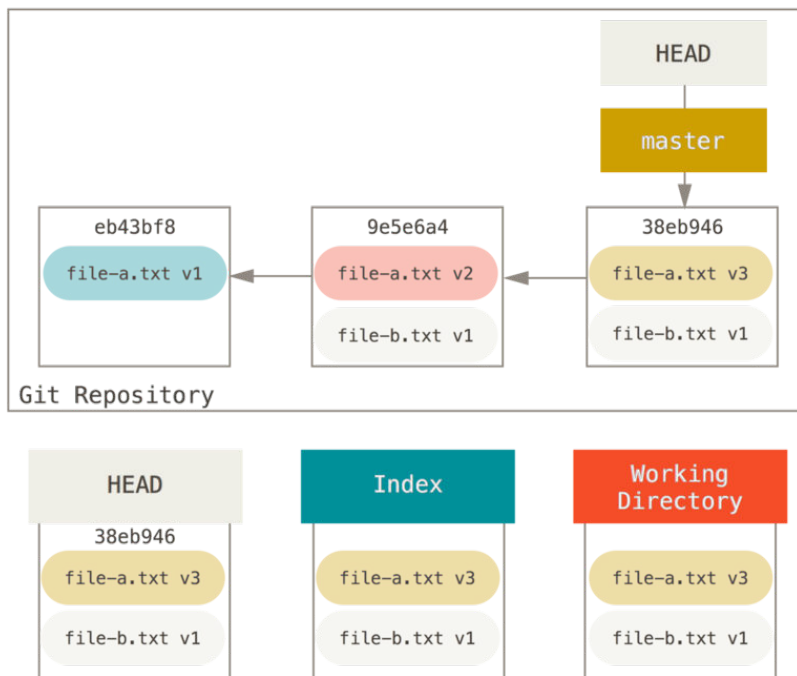 HEAD
master
eb43bf8
9e5e6a4
38eb946
file-a.txt v1
file-a.txt v2
file-a.txt v3
file-b.txt v1
file-b.txt v1
Git Repository
HEAD
Index
Working
Directory
38eb946
file-a.txt v3
file-a.txt v3
file-a.txt v3
file-b.txt v1
file-b.txt v1
file-b.txt v1